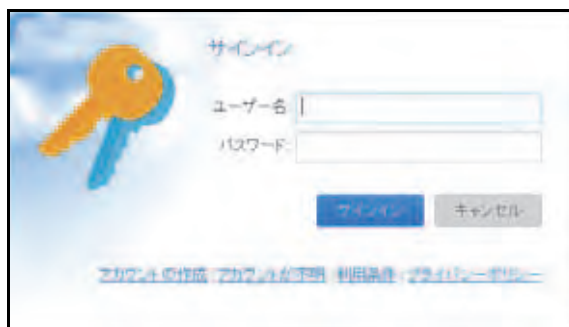 サインイン
ユーザー名
パスワード
サインイン キャンセル
アカウントの作成 アカウントが不明 利用条件 プライバシーポリシー